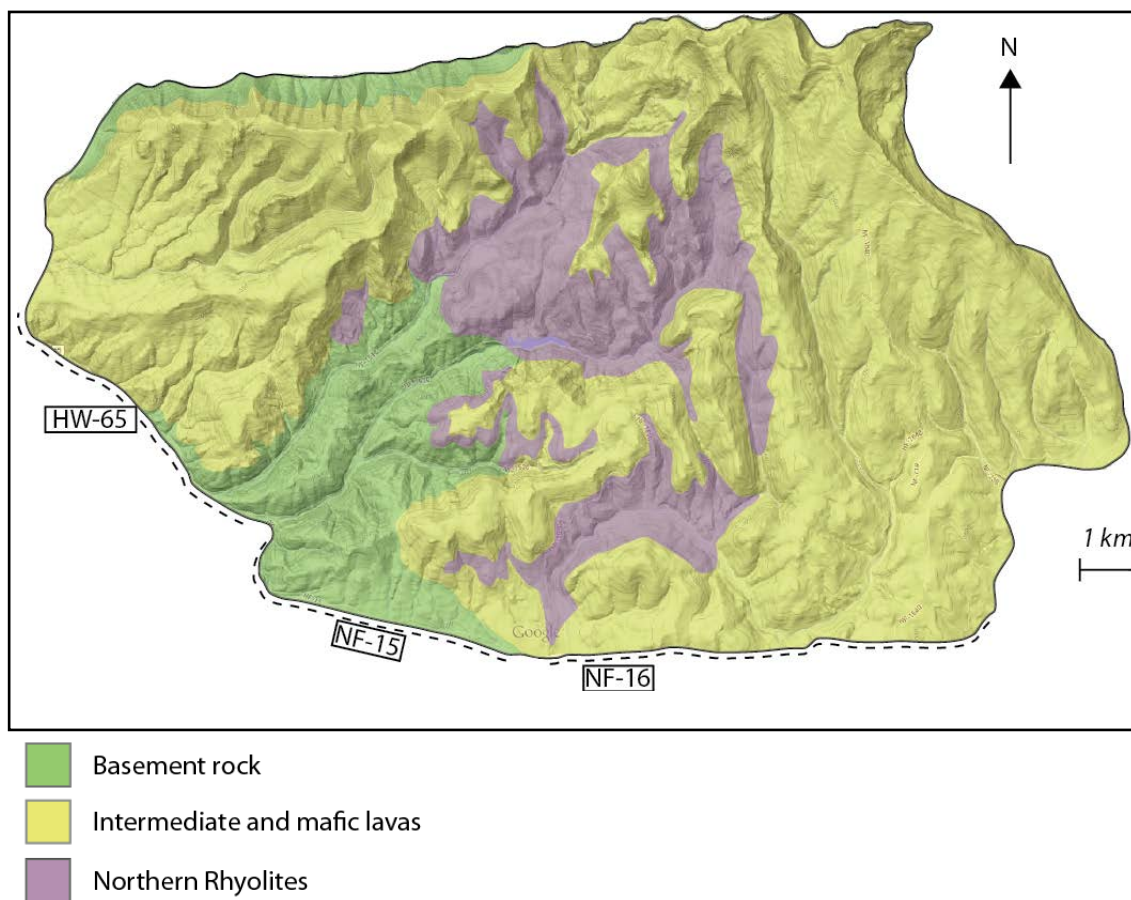 N
HW-65
1 km
Google
NF-15
NF-16
Basement rock
Intermediate and mafic lavas
Northern Rhyolites